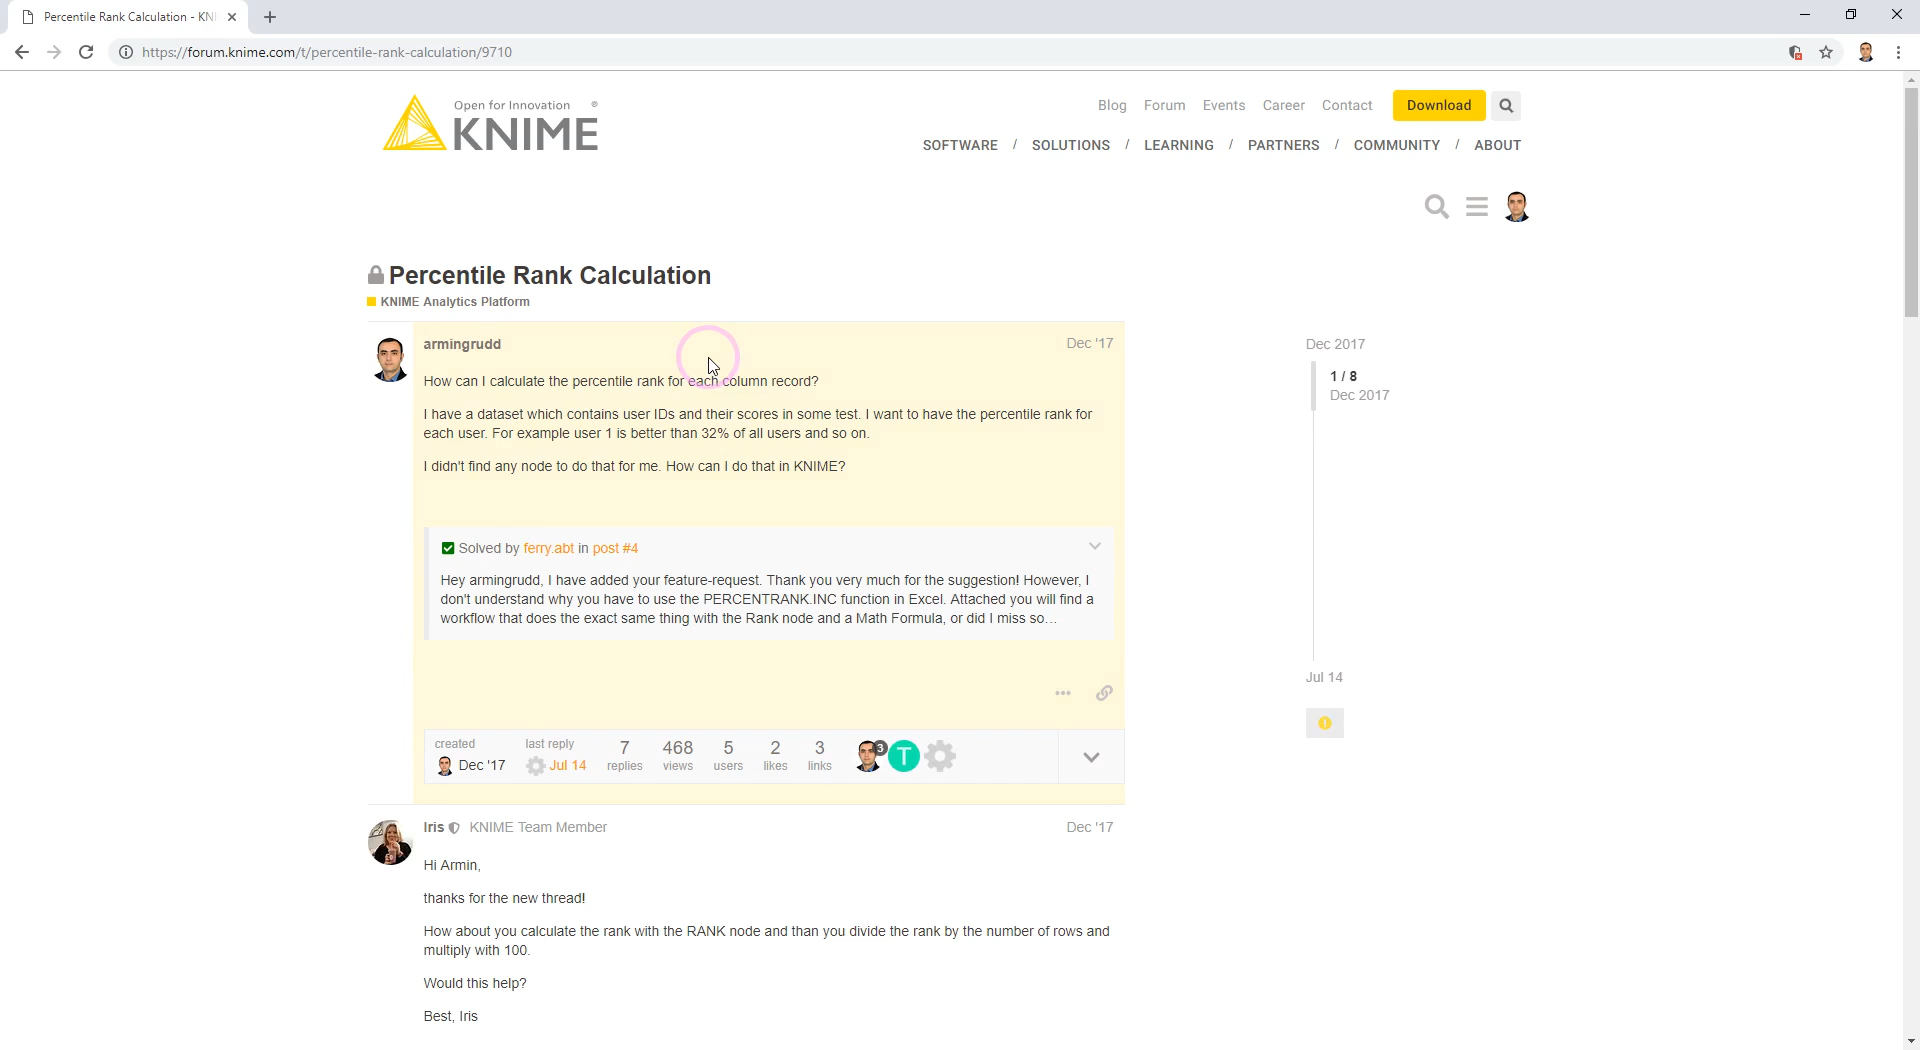 Percentile Rank Calculation - KNI
https://forum.knime.com/t/percentile-rank-calculation/9710
Open for Innovation ®
KNIME
Blog Forum Events Career Contact Download
SOFTWARE / SOLUTIONS / LEARNING / PARTNERS / COMMUNITY / ABOUT
Percentile Rank Calculation
KNIME Analytics Platform
armingrudd Dec '17
How can I calculate the percentile rank for each column record?
I have a dataset which contains user IDs and their scores in some test. I want to have the percentile rank for
each user. For example user 1 is better than 32% of all users and so on.
I didn't find any node to do that for me. How can I do that in KNIME?
Solved by ferry.abt in post #4
Hey armingrudd, I have added your feature-request. Thank you very much for the suggestion! However, I
don't understand why you have to use the PERCENTRANK.INC function in Excel. Attached you will find a
workflow that does the exact same thing with the Rank node and a Math Formula, or did I miss so…
created last reply 7 468 5 2 3 3 T
Dec '17 Jul 14 replies views users likes links
Iris KNIME Team Member Dec '17
Hi Armin,
thanks for the new thread!
How about you calculate the rank with the RANK node and than you divide the rank by the number of rows and
multiply with 100.
Would this help?
Best, Iris
Dec 2017
1 / 8
Dec 2017
Jul 14